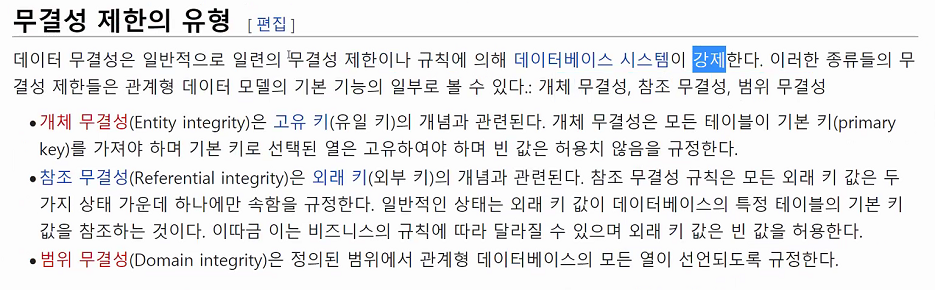 무결성 제한의 유형 [ 편집 ]
데이터 무결성은 일반적으로 일련의 무결성 제한이나 규칙에 의해 데이터베이스 시스템이 강제한다. 이러한 종류들의 무
결성 제한들은 관계형 데이터 모델의 기본 기능의 일부로 볼 수 있다.: 개체 무결성, 참조 무결성, 범위 무결성
• 개체 무결성(Entity integrity)은 고유 키(유일 키)의 개념과 관련된다. 개체 무결성은 모든 테이블이 기본 키(primary
key)를 가져야 하며 기본 키로 선택된 열은 고유하여야 하며 빈 값은 허용치 않음을 규정한다.
• 참조 무결성(Referential integrity)은 외래 키(외부 키)의 개념과 관련된다. 참조 무결성 규칙은 모든 외래 키 값은 두
가지 상태 가운데 하나에만 속함을 규정한다. 일반적인 상태는 외래 키 값이 데이터베이스의 특정 테이블의 기본 키
값을 참조하는 것이다. 이따금 이는 비즈니스의 규칙에 따라 달라질 수 있으며 외래 키 값은 빈 값을 허용한다.
• 범위 무결성(Domain integrity)은 정의된 범위에서 관계형 데이터베이스의 모든 열이 선언되도록 규정한다.